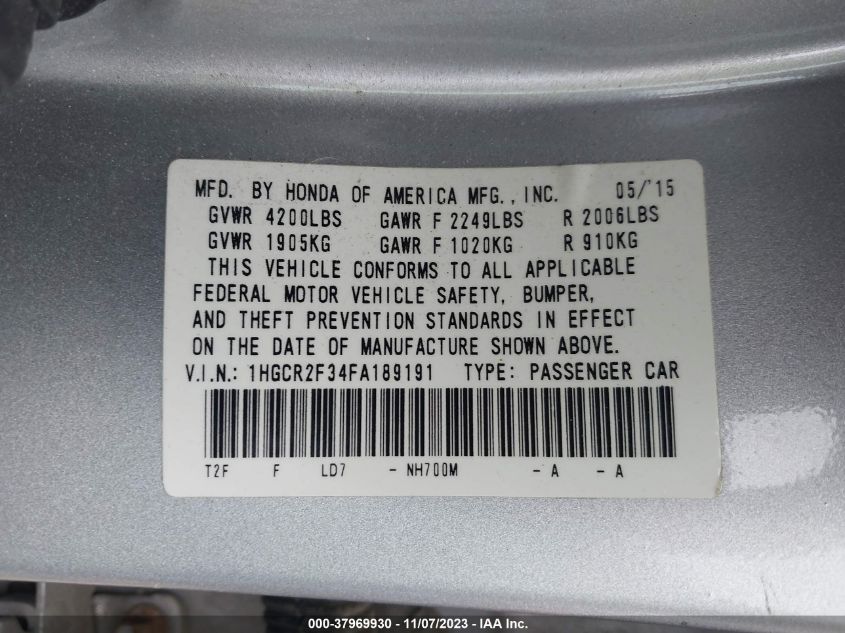 MFD. BY HONDA OF AMERICA MFG., INC. 05/15
GVWR 4200LBS GAWR F 2249LBS R 2006LBS
GVWR 1905KG GAWR F 1020KG R 910KG
THIS VEHICLE CONFORMS TO ALL APPLICABLE
FEDERAL MOTOR VEHICLE SAFETY, BUMPER,
AND THEFT PREVENTION STANDARDS IN EFFECT
ON THE DATE OF MANUFACTURE SHOWN ABOVE.
V.I.N.: 1HGCR2F34FA189191 TYPE: PASSENGER CAR
T2F F LD7 - NH700M - A - A
000-37969930 - 11/07/2023 - IAA Inc.